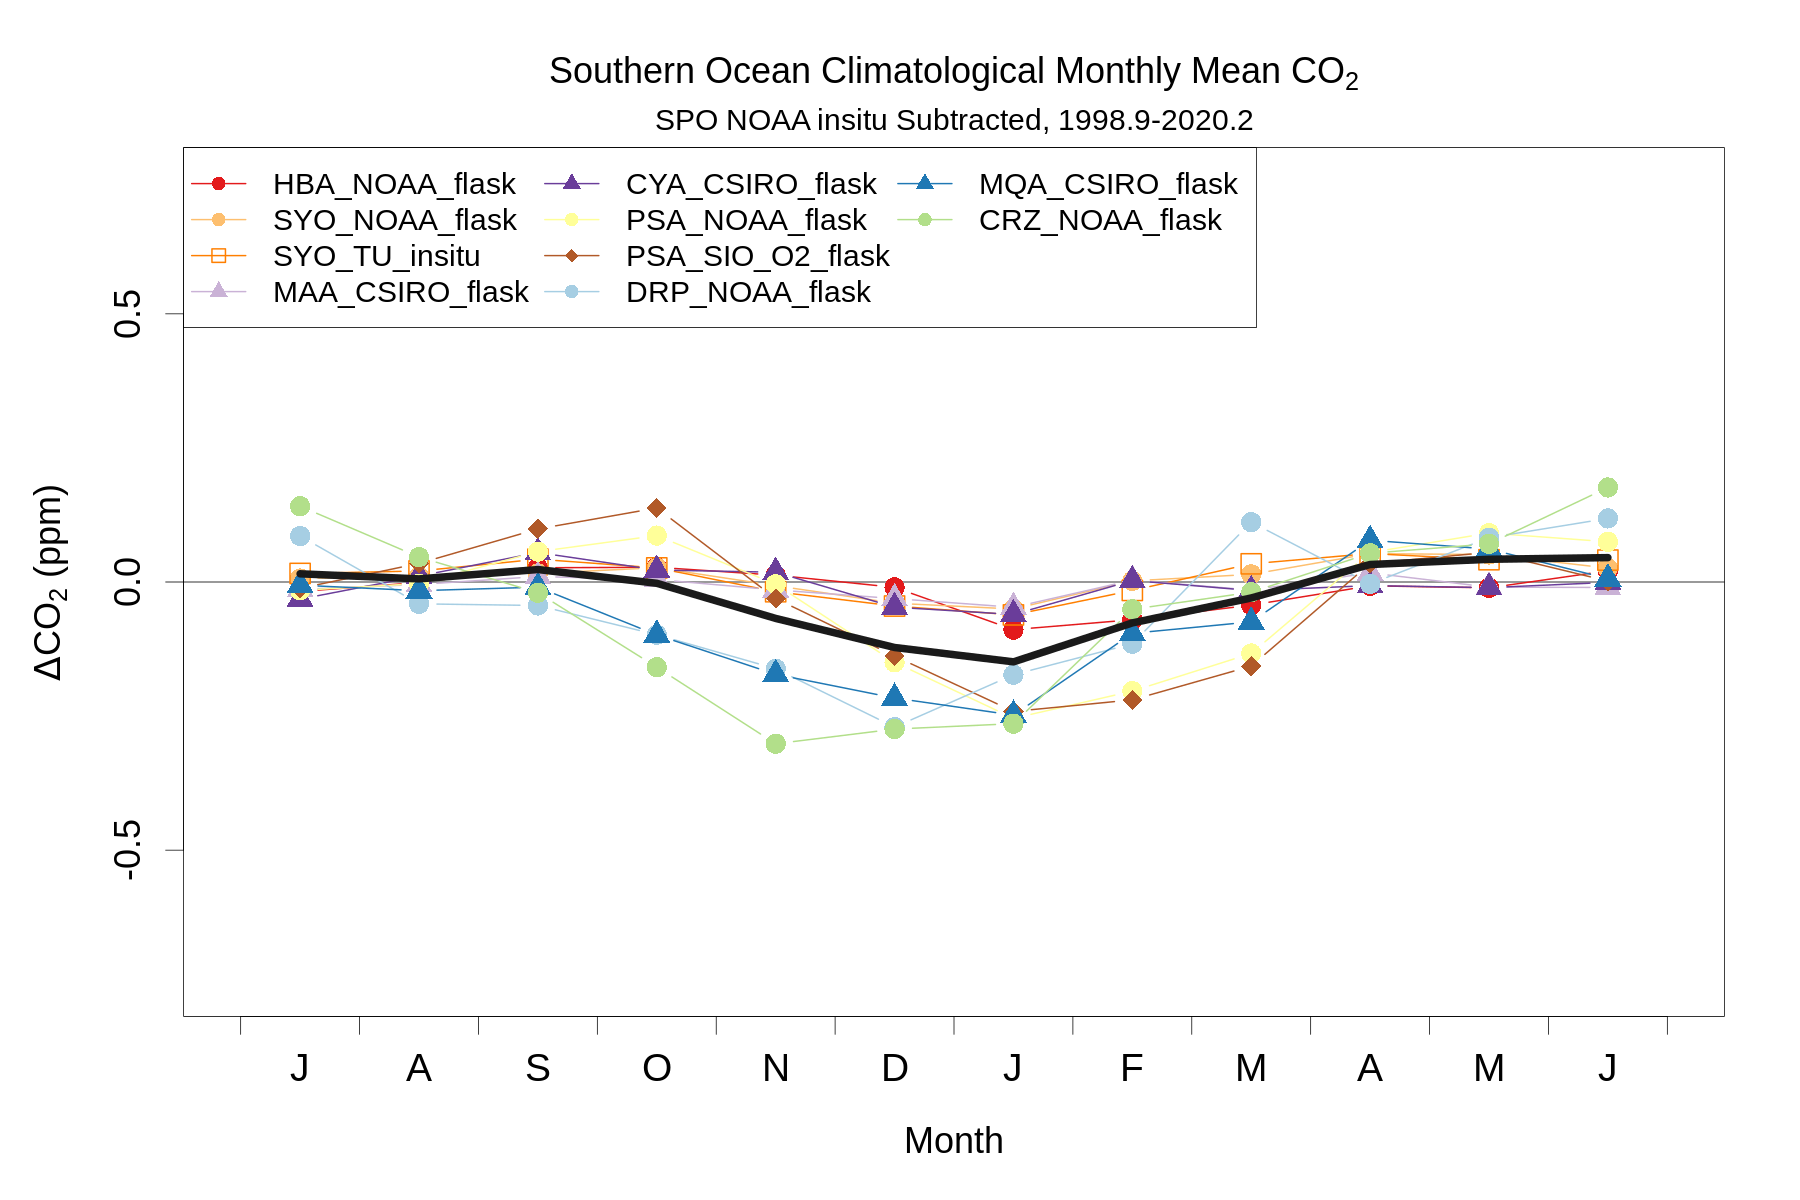 Southern Ocean Climatological Monthly Mean CO₂
SPO NOAA insitu Subtracted, 1998.9-2020.2
HBA_NOAA_flask
SYO_NOAA_flask
SYO_TU_insitu
MAA_CSIRO_flask
CYA_CSIRO_flask
PSA_NOAA_flask
PSA_SIO_O2_flask
DRP_NOAA_flask
MQA_CSIRO_flask
CRZ_NOAA_flask
ΔCO₂ (ppm)
0.5
0.0
-0.5
J A S O N D J F M A M J
Month